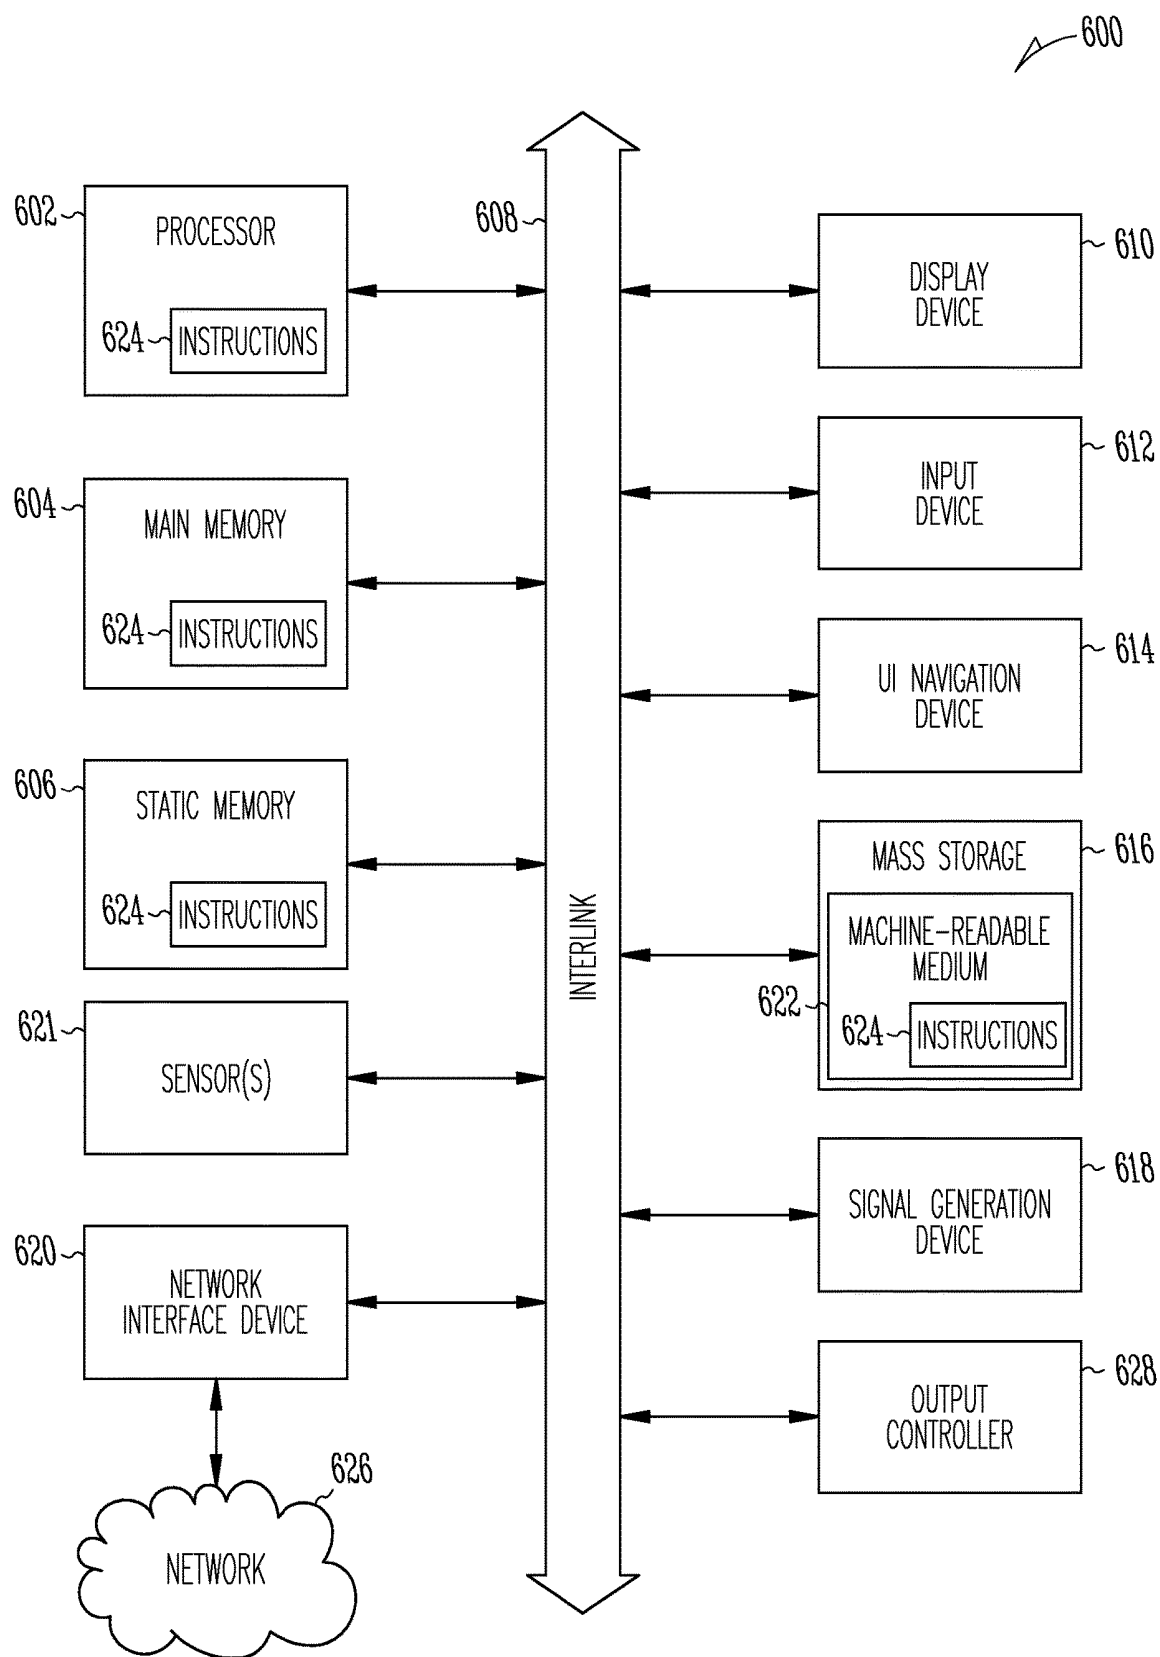 600
602
PROCESSOR
624
INSTRUCTIONS
604
MAIN MEMORY
624
INSTRUCTIONS
606
STATIC MEMORY
624
INSTRUCTIONS
621
SENSOR(S)
620
NETWORK
INTERFACE DEVICE
626
NETWORK
608
INTERLINK
610
DISPLAY
DEVICE
612
INPUT
DEVICE
614
UI NAVIGATION
DEVICE
616
MASS STORAGE
MACHINE-READABLE
MEDIUM
622
624
INSTRUCTIONS
618
SIGNAL GENERATION
DEVICE
628
OUTPUT
CONTROLLER